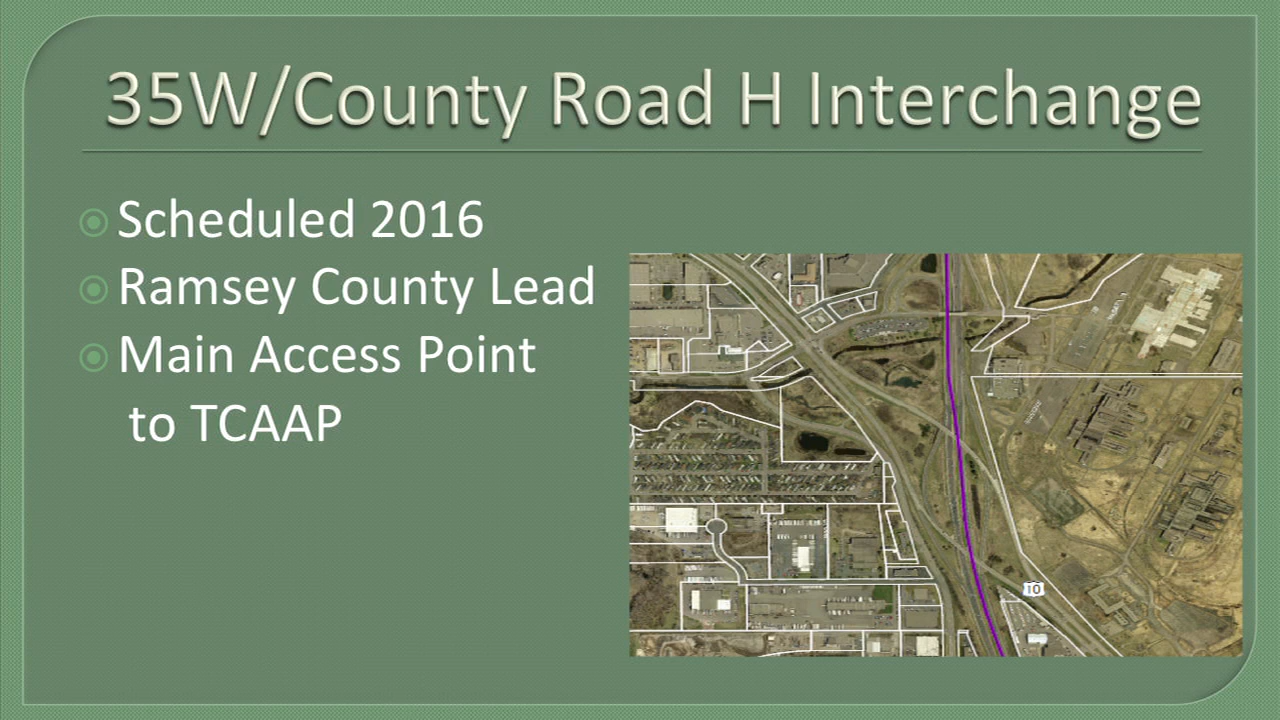 35W/County Road H Interchange
Scheduled 2016
Ramsey County Lead
Main Access Point
to TCAAP
10